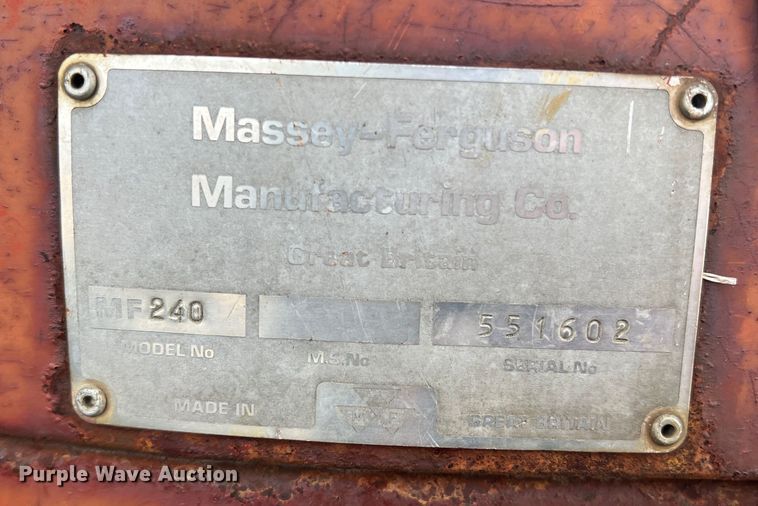 Massey-Ferguson
Manufacturing Co.
Great Britain
MF240 551602
MODEL No M.S.No SERIAL No
MADE IN MF GREAT BRITAIN
Purple Wave Auction